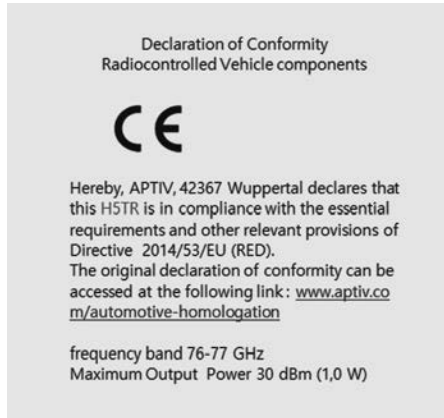 Declaration of Conformity
Radiocontrolled Vehicle components
CE
Hereby, APTIV, 42367 Wuppertal declares that
this H5TR is in compliance with the essential
requirements and other relevant provisions of
Directive 2014/53/EU (RED).
The original declaration of conformity can be
accessed at the following link: www.aptiv.co
m/automotive-homologation
frequency band 76-77 GHz
Maximum Output Power 30 dBm (1,0 W)